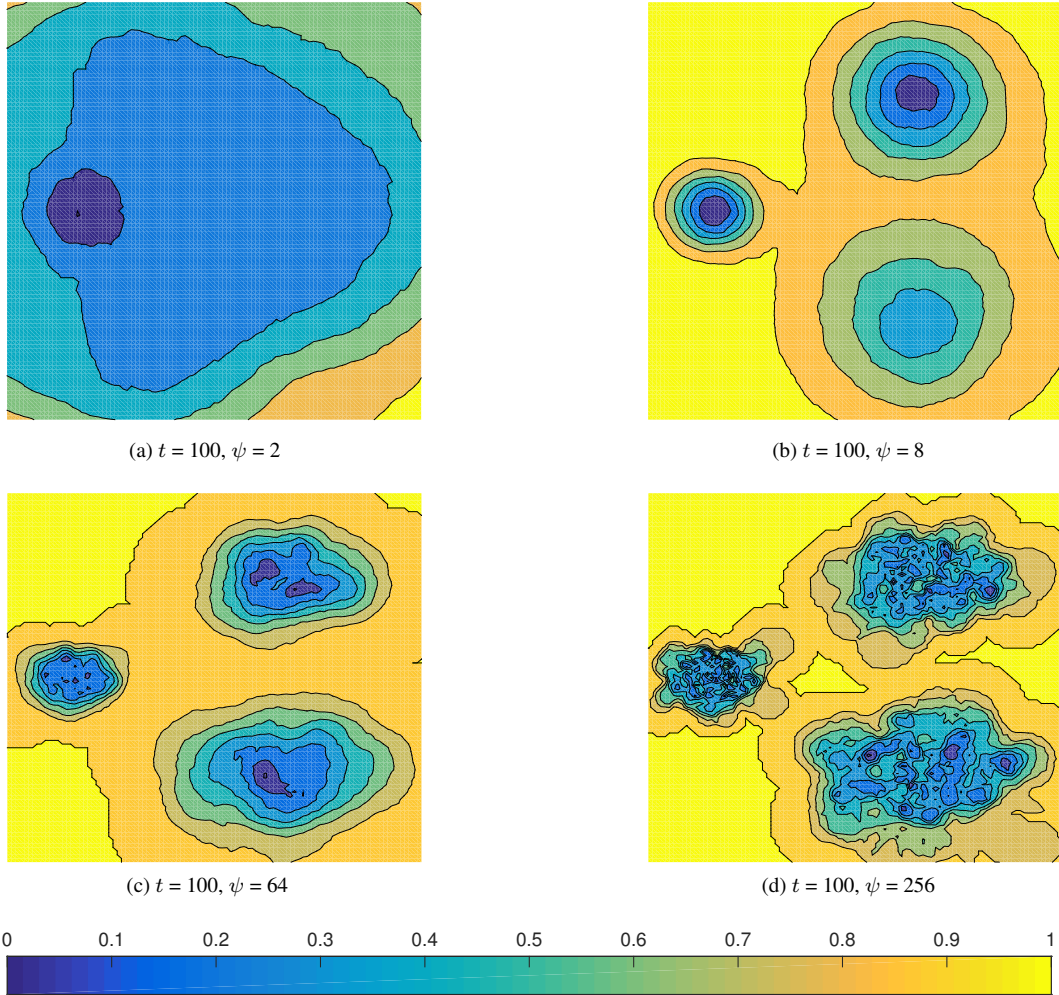 (a) t = 100, ψ = 2
(b) t = 100, ψ = 8
(c) t = 100, ψ = 64
(d) t = 100, ψ = 256
0 0.1 0.2 0.3 0.4 0.5 0.6 0.7 0.8 0.9 1